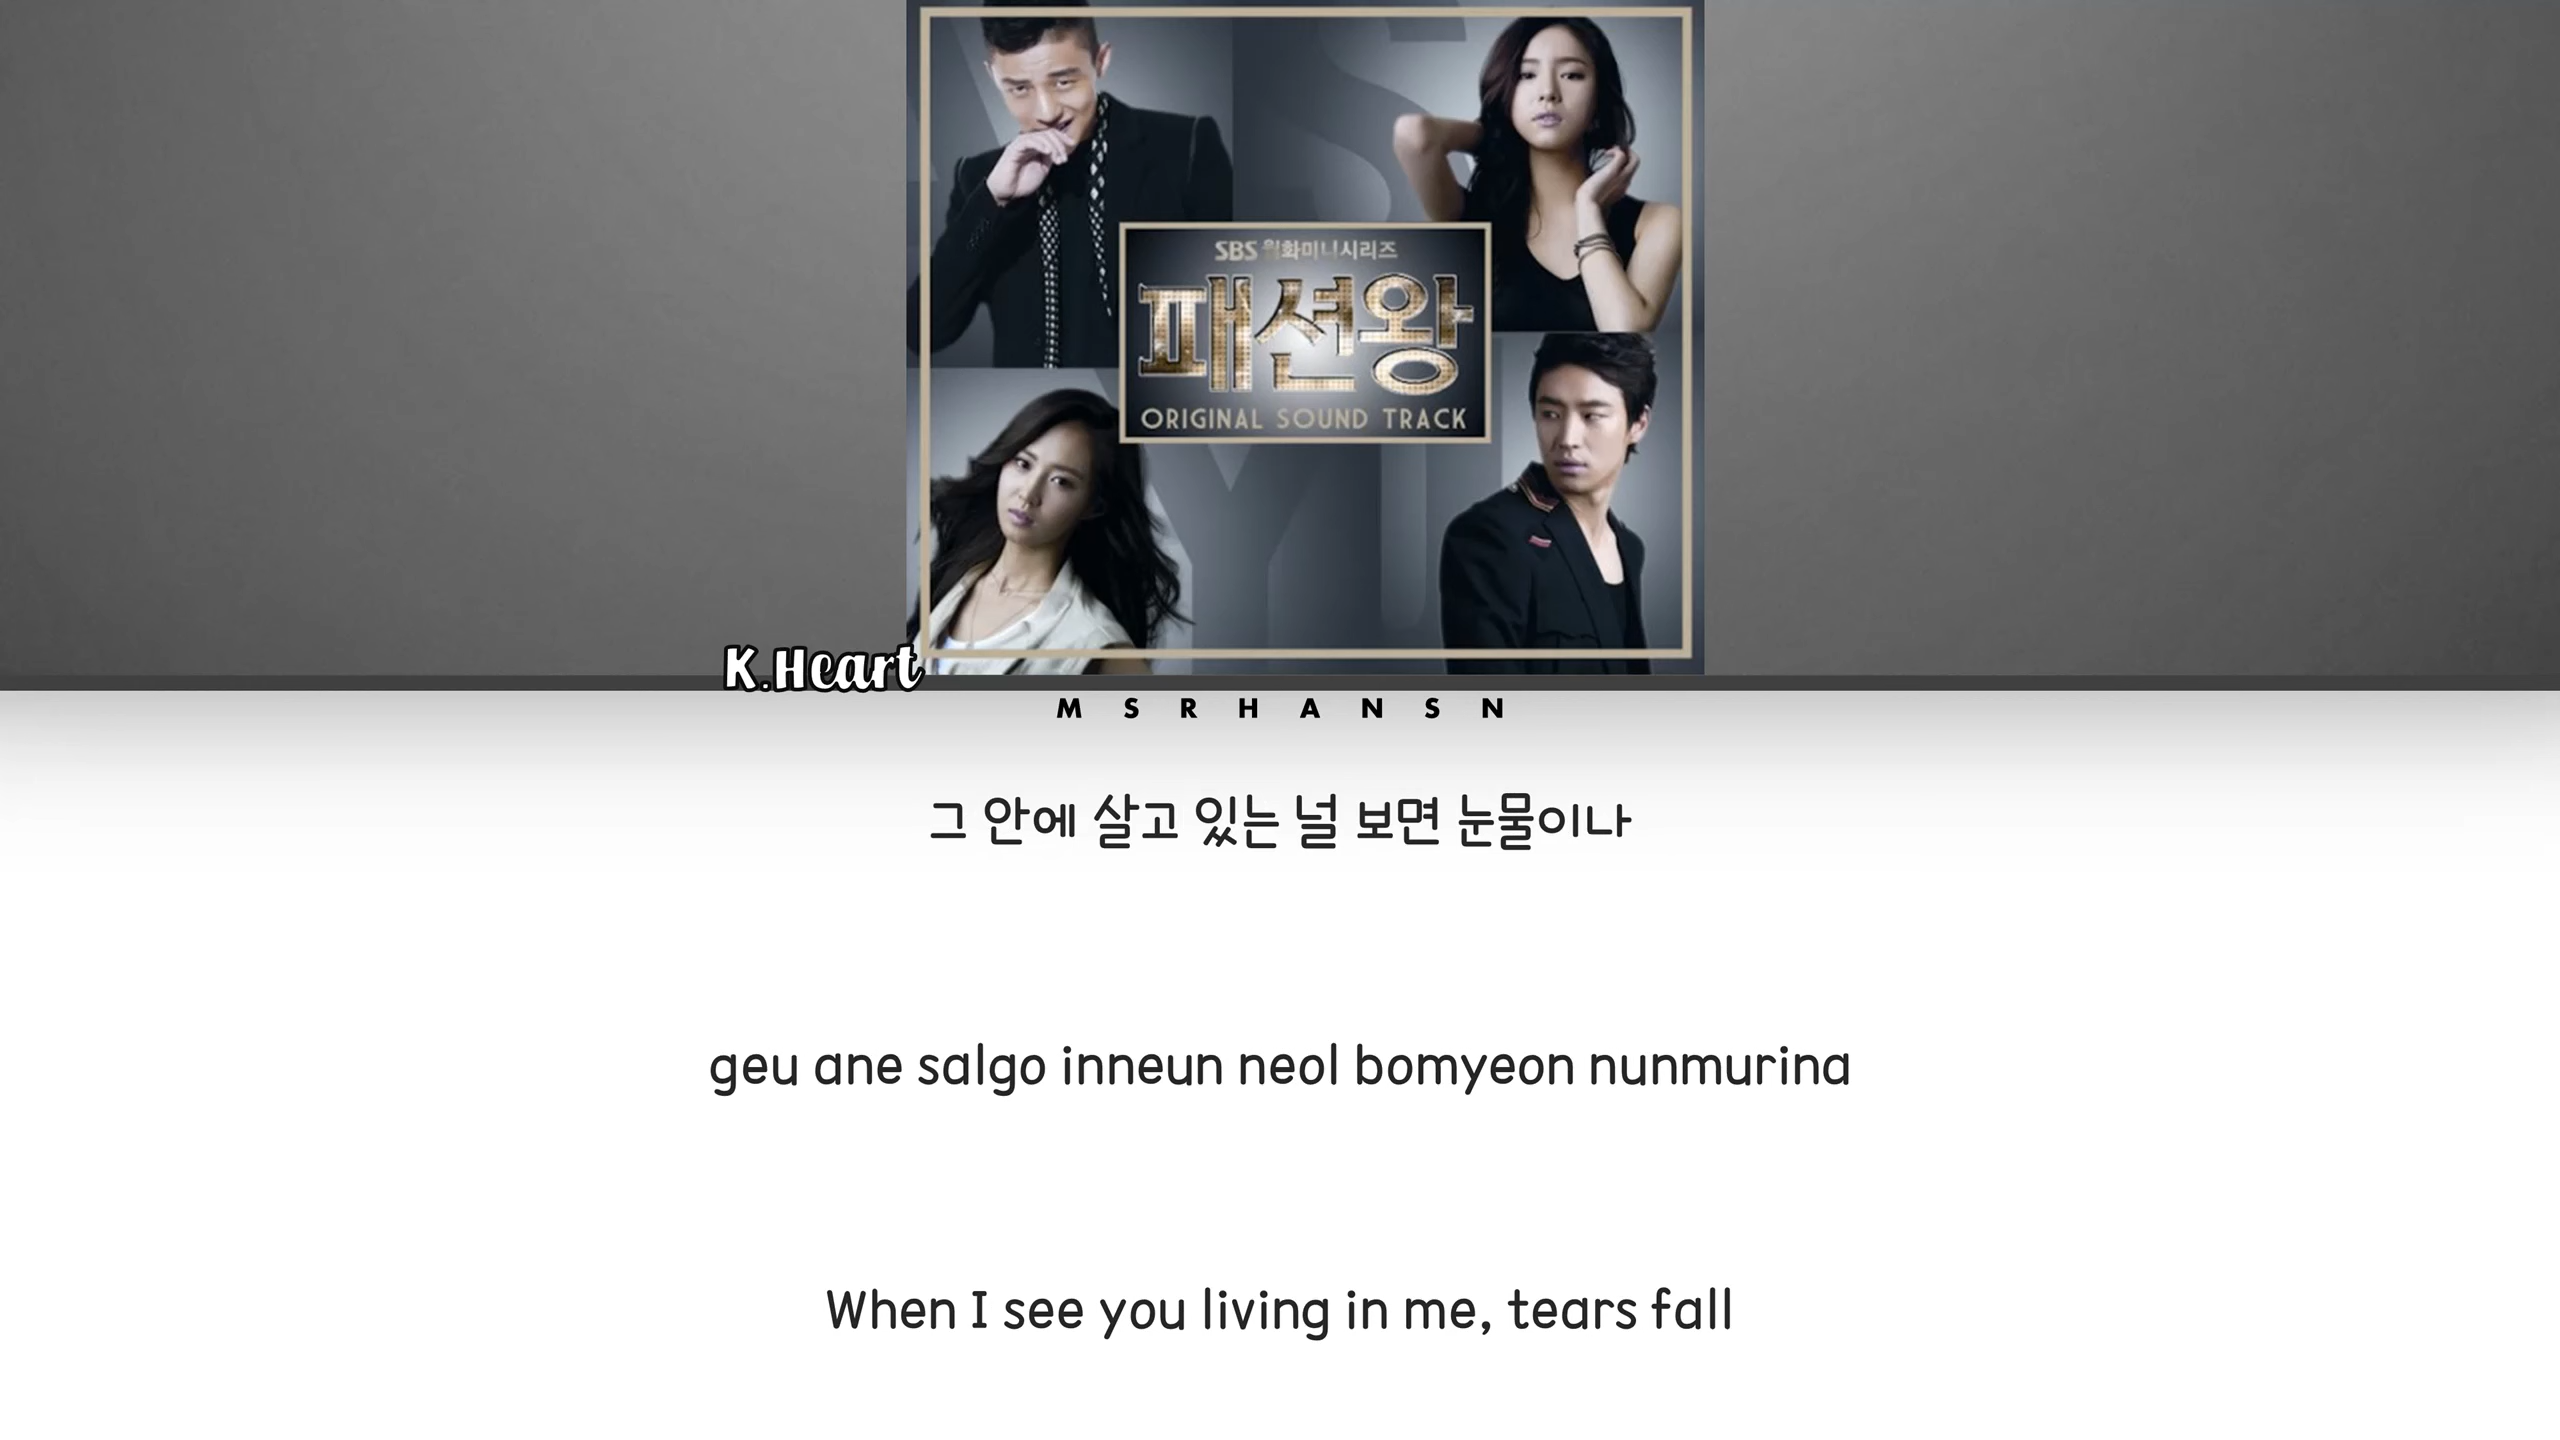 SBS 월화미니시리즈
패션왕
ORIGINAL SOUND TRACK
K.Heart
MSRHANSN
그 안에 살고 있는 널 보면 눈물이나
geu ane salgo inneun neol bomyeon nunmurina
When I see you living in me, tears fall